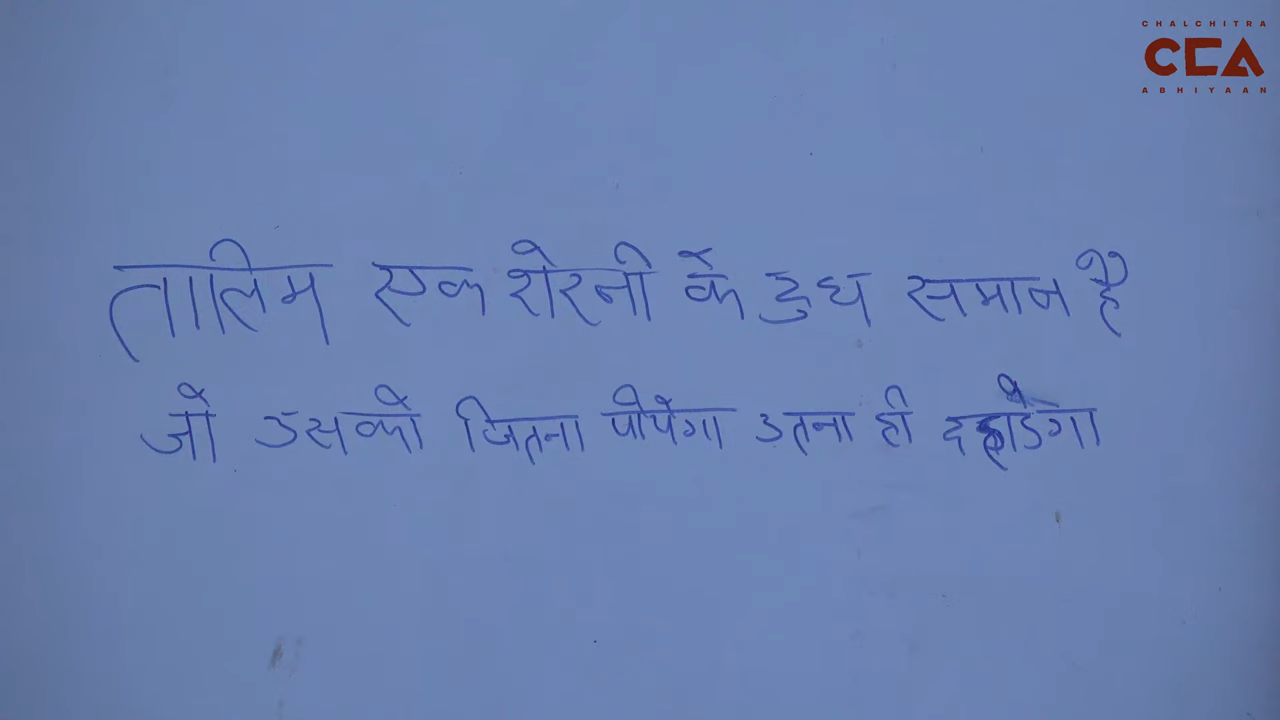 CHALCHITRA
CCA
ABHIYAAN
तालिम एक शेरनी के दुध समान है
जो उसको जितना पीयेगा उतना ही दहाडेगा